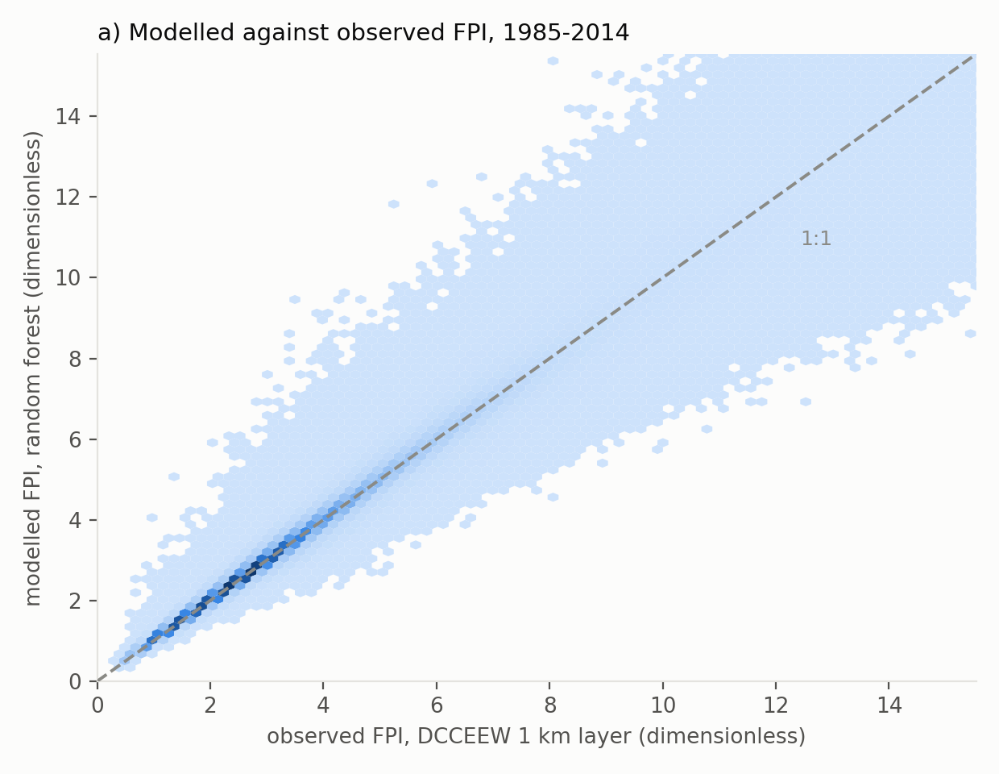 a) Modelled against observed FPI, 1985-2014
modelled FPI, random forest (dimensionless)
14
12
10
8
6
4
2
0
1:1
0 2 4 6 8 10 12 14
observed FPI, DCCEEW 1 km layer (dimensionless)